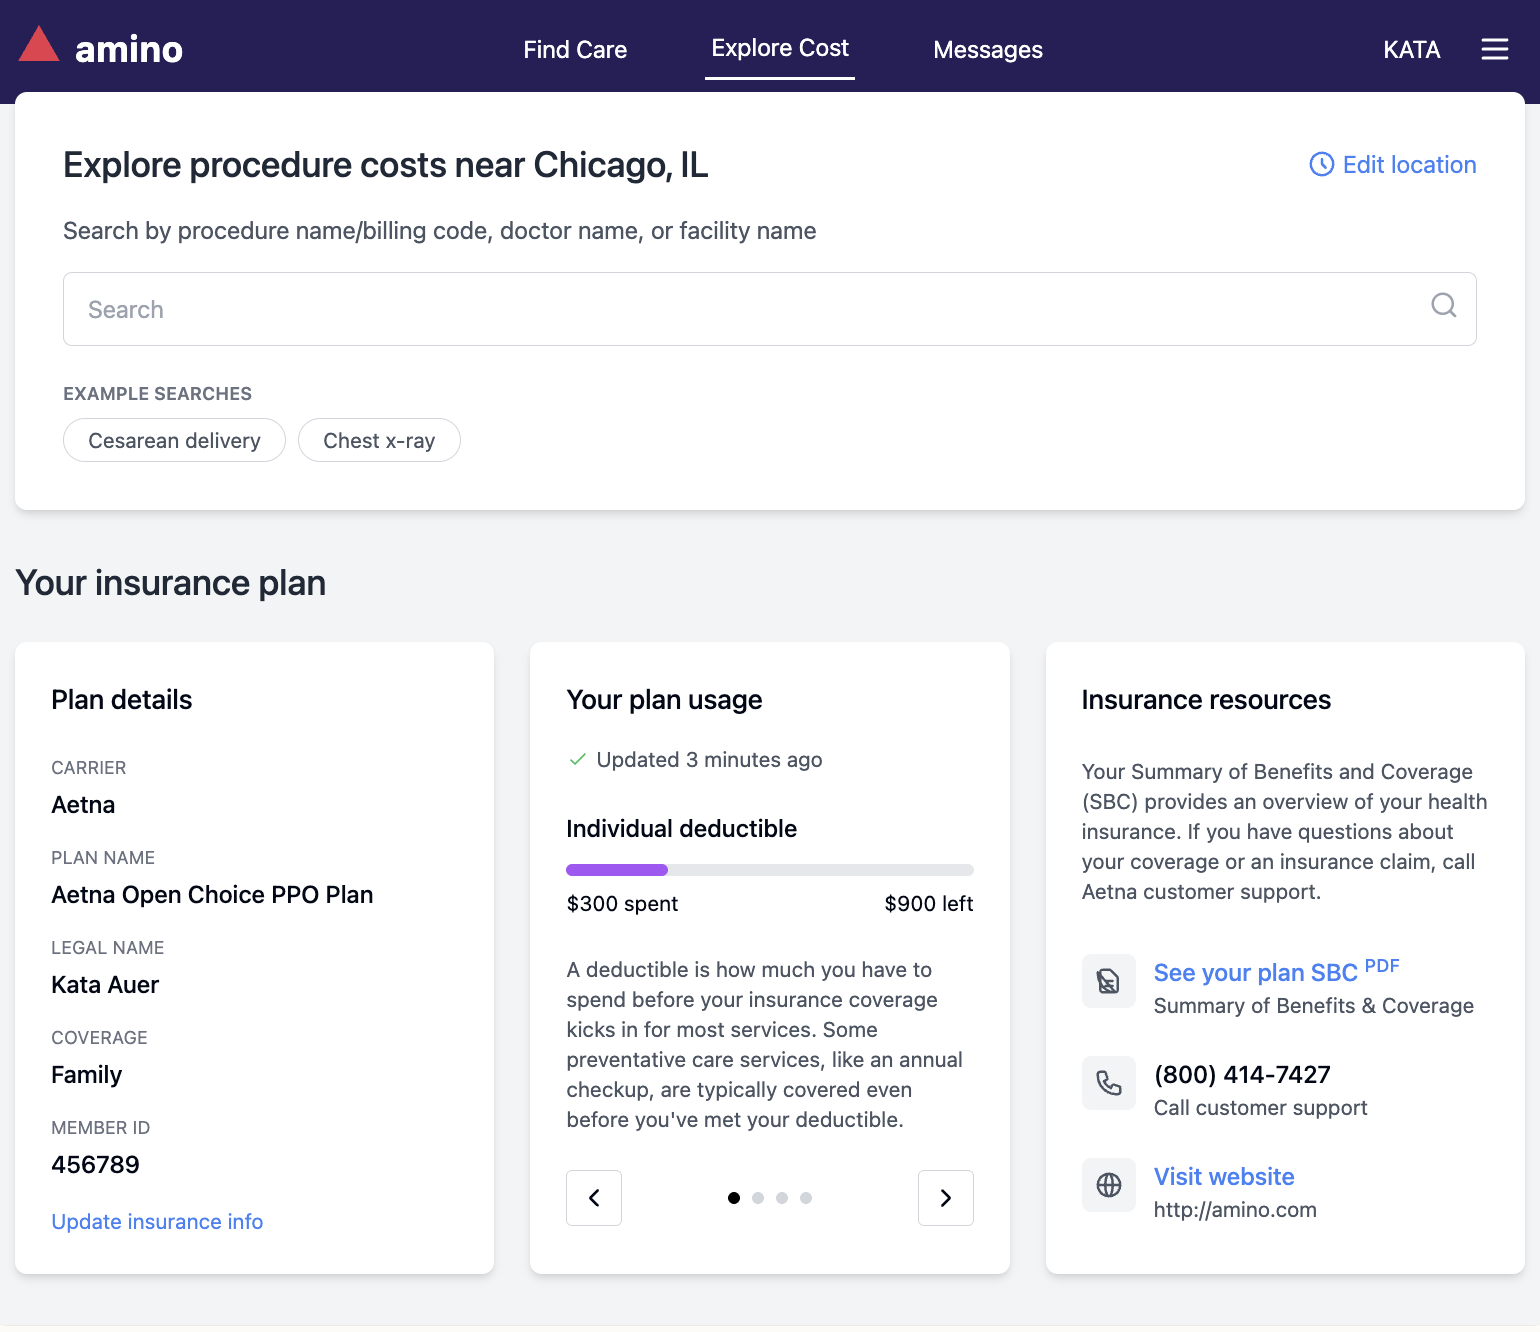 amino
Find Care
Explore Cost
Messages
KATA
Explore procedure costs near Chicago, IL
Edit location
Search by procedure name/billing code, doctor name, or facility name
Search
EXAMPLE SEARCHES
Cesarean delivery
Chest x-ray
Your insurance plan
Plan details
CARRIER
Aetna
PLAN NAME
Aetna Open Choice PPO Plan
LEGAL NAME
Kata Auer
COVERAGE
Family
MEMBER ID
456789
Update insurance info
Your plan usage
Updated 3 minutes ago
Individual deductible
$300 spent
$900 left
A deductible is how much you have to
spend before your insurance coverage
kicks in for most services. Some
preventative care services, like an annual
checkup, are typically covered even
before you've met your deductible.
Insurance resources
Your Summary of Benefits and Coverage
(SBC) provides an overview of your health
insurance. If you have questions about
your coverage or an insurance claim, call
Aetna customer support.
See your plan SBC PDF
Summary of Benefits & Coverage
(800) 414-7427
Call customer support
Visit website
http://amino.com